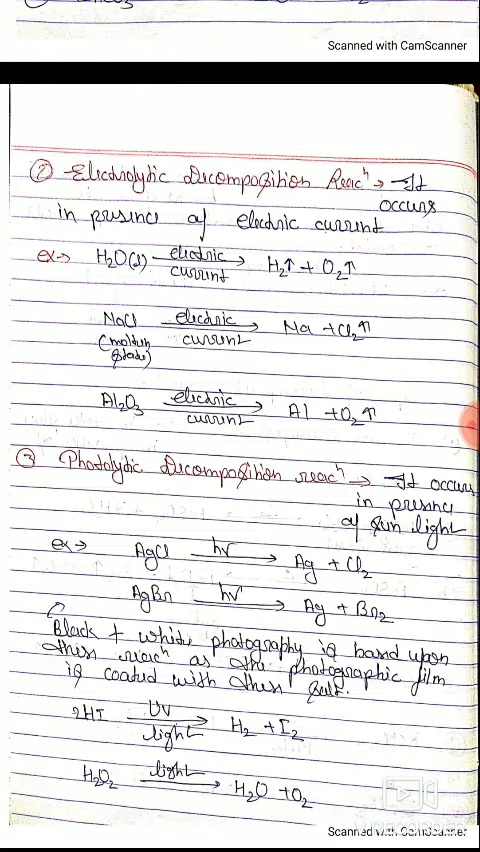 Scanned with CamScanner
② Electrolytic Decomposition Reacⁿ → It occurs
in presence of electric current
ex → H₂O(l) electric current → H₂↑ + O₂↑
NaCl (molten state) electric current → Na + Cl₂↑
Al₂O₃ electric current → Al + O₂↑
③ Photolytic Decomposition reacⁿ → It occurs
in presence
of sun light
ex → AgCl hν → Ag + Cl₂
AgBr hν → Ag + Br₂
Black + white photography is based upon
these reacⁿ as the photographic film
is coated with these salt.
2HI UV light → H₂ + I₂
H₂O₂ light → H₂O + O₂
Scanned with CamScanner